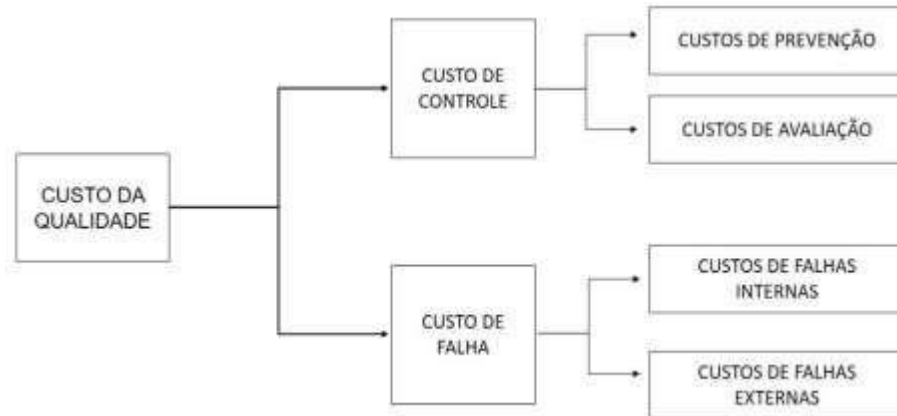 CUSTO DA
QUALIDADE
CUSTO DE
CONTROLE
CUSTOS DE PREVENÇÃO
CUSTOS DE AVALIAÇÃO
CUSTO DE
FALHA
CUSTOS DE FALHAS
INTERNAS
CUSTOS DE FALHAS
EXTERNAS